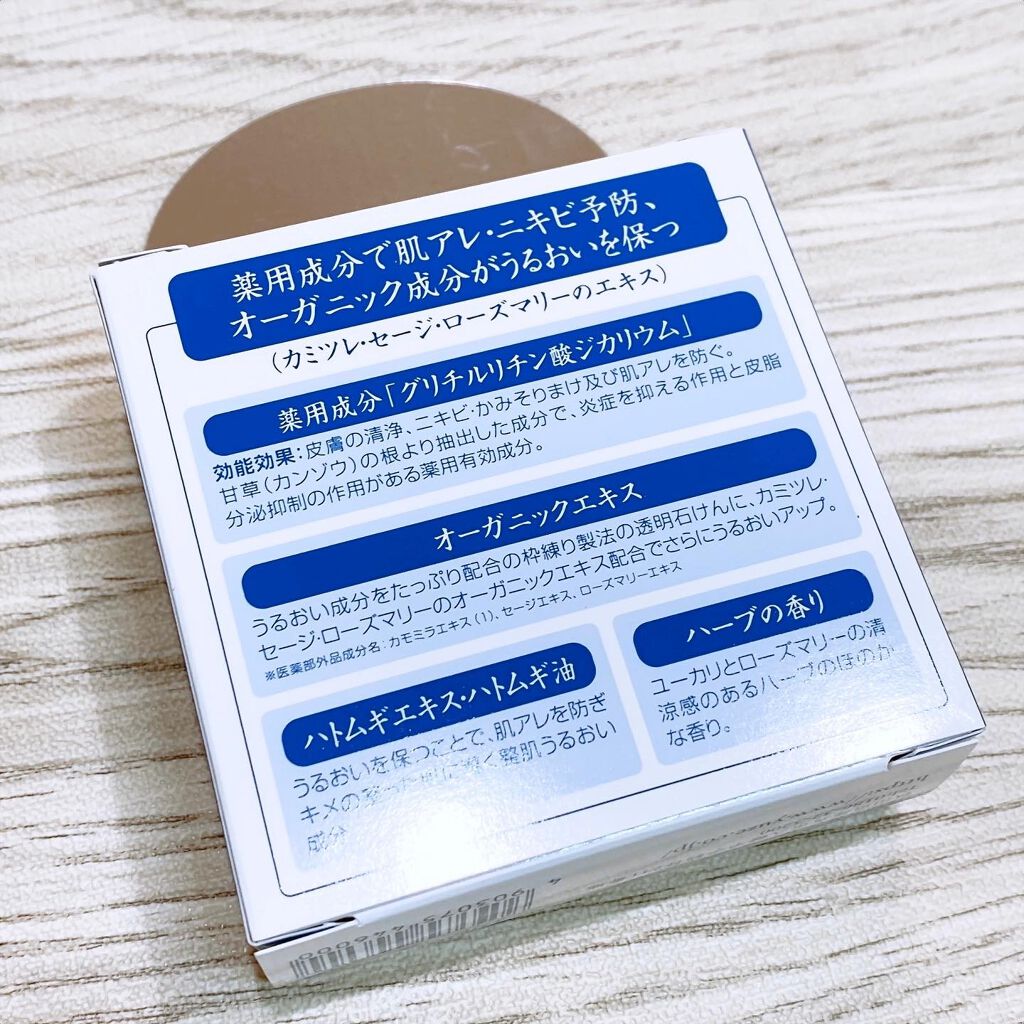 薬用成分で肌アレ・ニキビ予防、
オーガニック成分がうるおいを保つ
(カミツレ・セージ・ローズマリーのエキス)
薬用成分「グリチルリチン酸ジカリウム」
効能効果：皮膚の清浄、ニキビ・かみそりまけ及び肌アレを防ぐ。
甘草（カンゾウ）の根より抽出した成分で、炎症を抑える作用と皮脂
分泌抑制の作用がある薬用有効成分。
オーガニックエキス
うるおい成分をたっぷり配合の枠練り製法の透明石けんに、カミツレ・
セージ・ローズマリーのオーガニックエキス配合でさらにうるおいアップ。
※医薬部外品成分名：カモミラエキス(1)、セージエキス、ローズマリーエキス
ハトムギエキス・ハトムギ油
うるおいを保つことで、肌アレを防ぎ
キメの整った肌に導く整肌うるおい
成分
ハーブの香り
ユーカリとローズマリーの清
涼感のあるハーブのほのか
な香り。